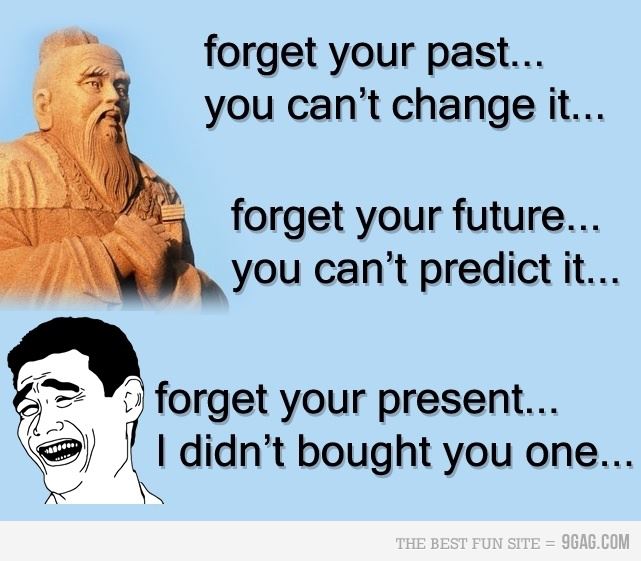 forget your past...
you can't change it...
forget your future...
you can't predict it...
forget your present...
I didn't bought you one...
THE BEST FUN SITE = 9GAG.COM